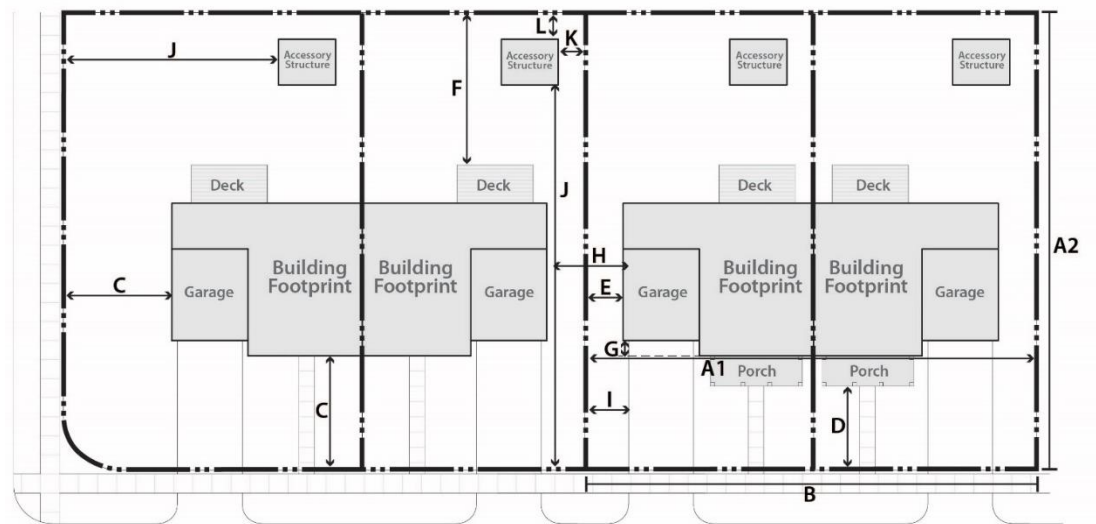 L
K
J
Accessory
Structure
Accessory
Structure
Accessory
Structure
Accessory
Structure
F
Deck
Deck
Deck
Deck
J
A2
H
Building
Footprint
Building
Footprint
Building
Footprint
Building
Footprint
C
Garage
Garage
E
Garage
Garage
G
A1
Porch
Porch
C
I
D
B